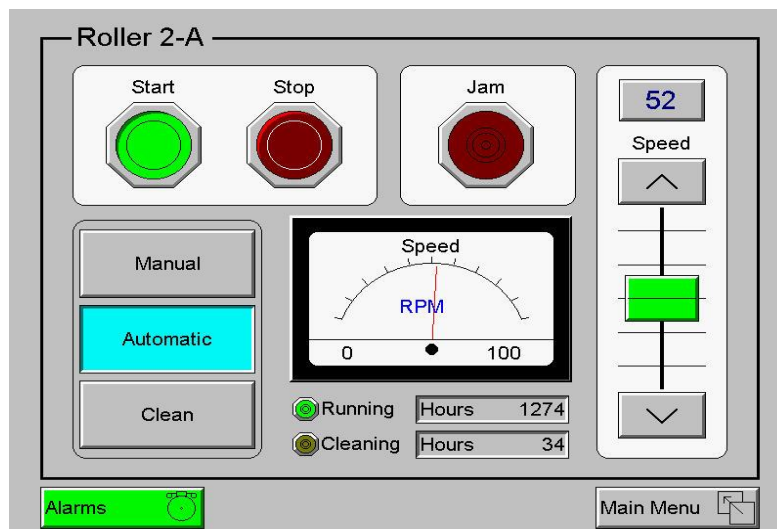 Roller 2-A
Start Stop Jam
52
Speed
Manual
Automatic
Clean
Speed
RPM
0 100
Running Hours 1274
Cleaning Hours 34
Alarms Main Menu